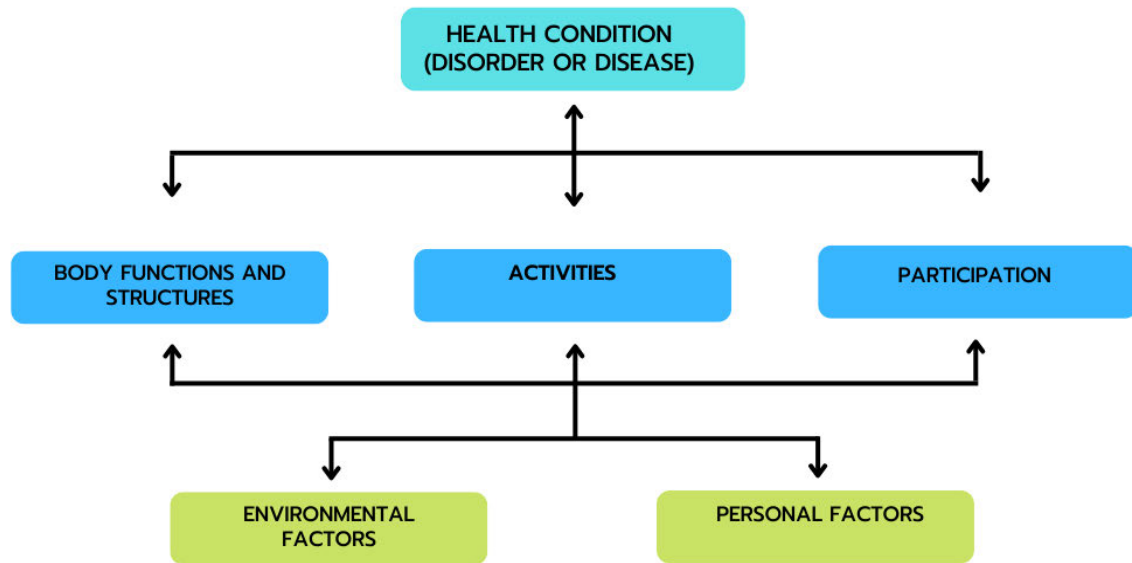 HEALTH CONDITION
(DISORDER OR DISEASE)
BODY FUNCTIONS AND
STRUCTURES
ACTIVITIES
PARTICIPATION
ENVIRONMENTAL
FACTORS
PERSONAL FACTORS